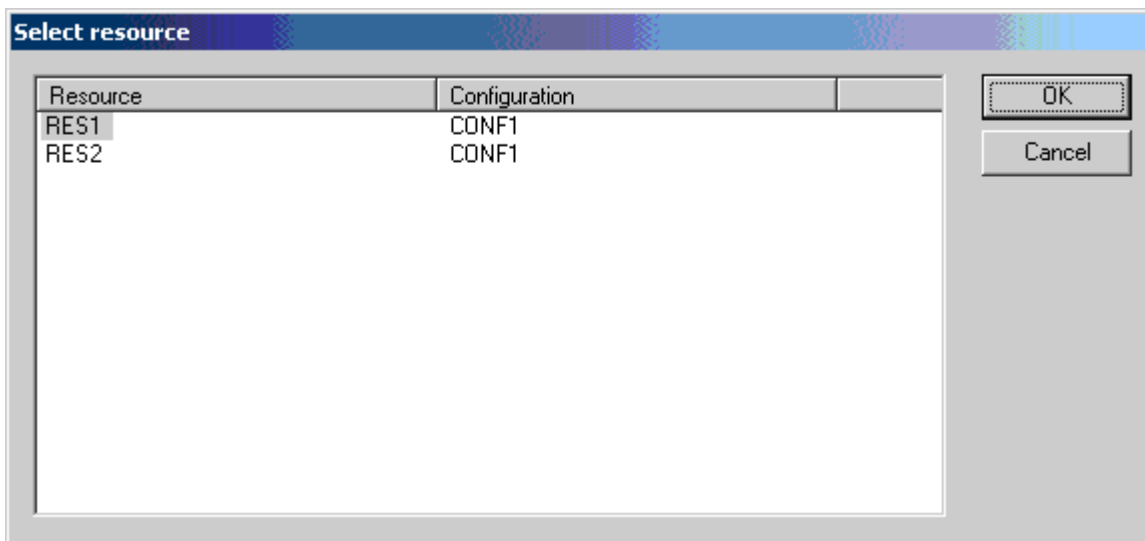 Select resource
Resource Configuration OK
RES1 CONF1
RES2 CONF1 Cancel